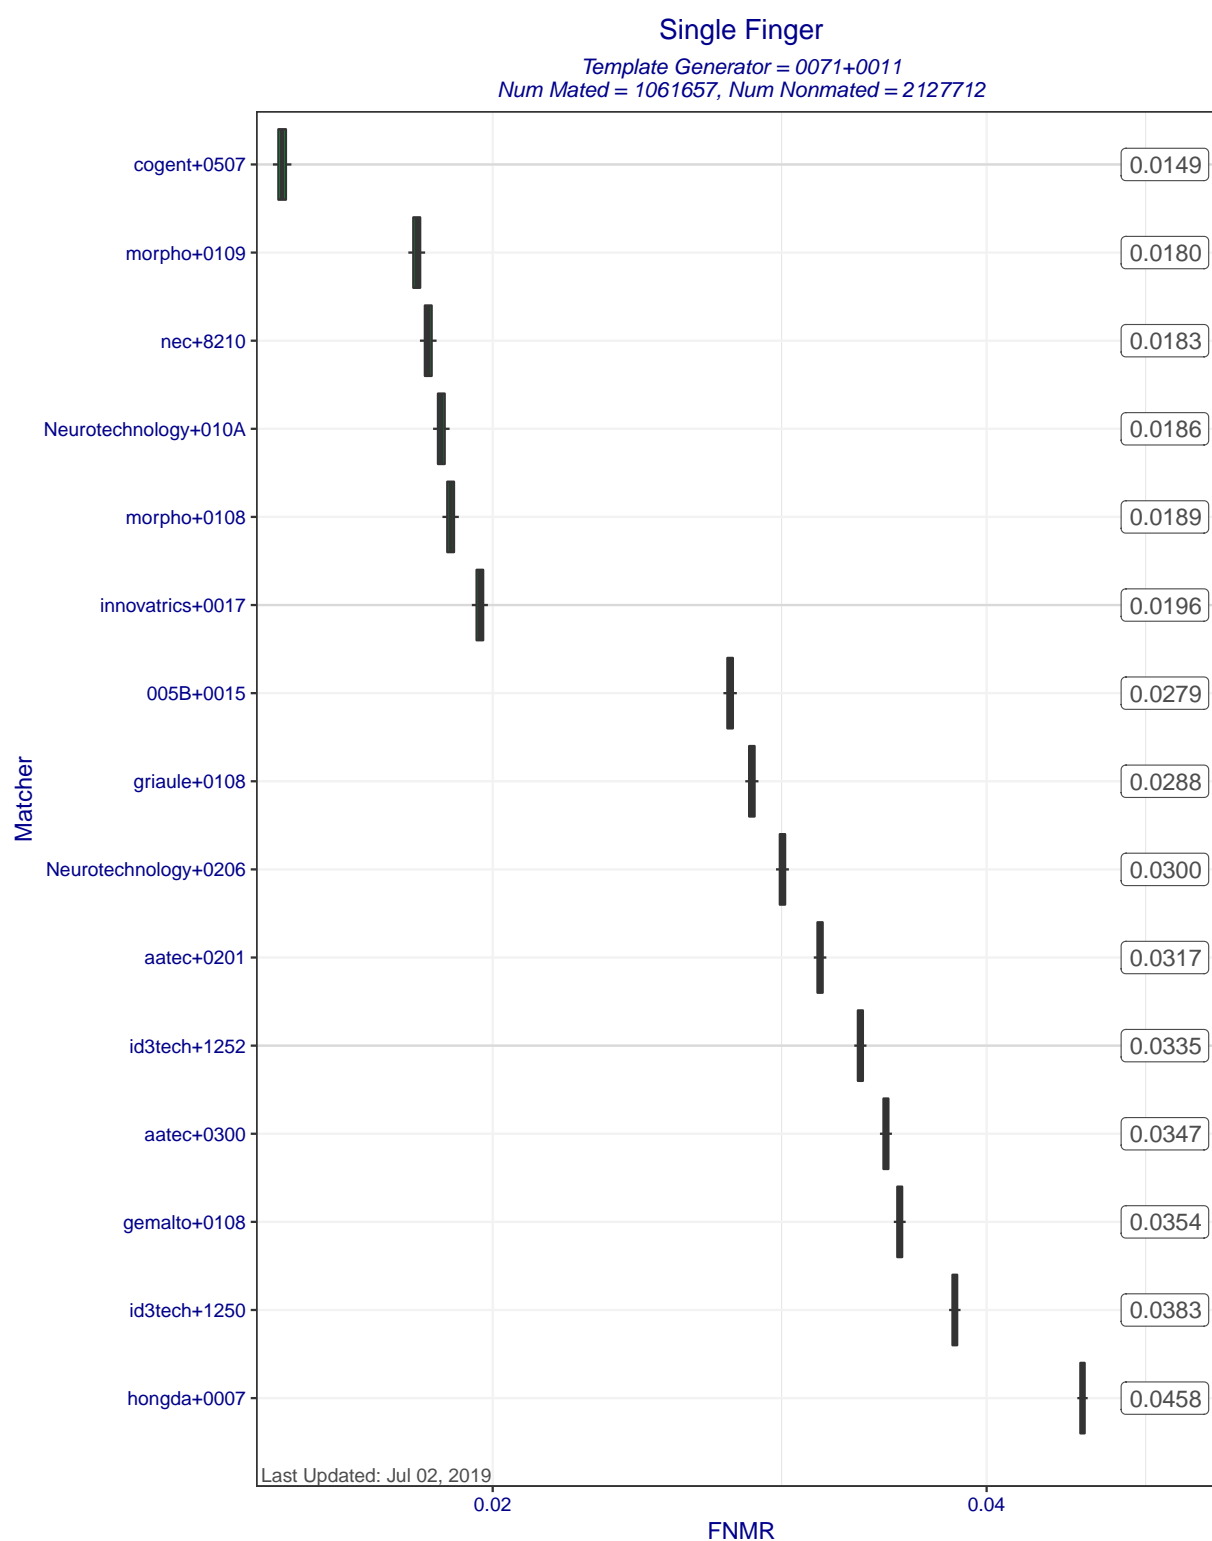 Single Finger
Template Generator = 0071+0011
Num Mated = 1061657, Num Nonmated = 2127712
cogent+0507 0.0149
morpho+0109 0.0180
nec+8210 0.0183
Neurotechnology+010A 0.0186
morpho+0108 0.0189
innovatrics+0017 0.0196
005B+0015 0.0279
griaule+0108 0.0288
Neurotechnology+0206 0.0300
aatec+0201 0.0317
id3tech+1252 0.0335
aatec+0300 0.0347
gemalto+0108 0.0354
id3tech+1250 0.0383
hongda+0007 0.0458
Matcher
Last Updated: Jul 02, 2019
0.02 0.04
FNMR